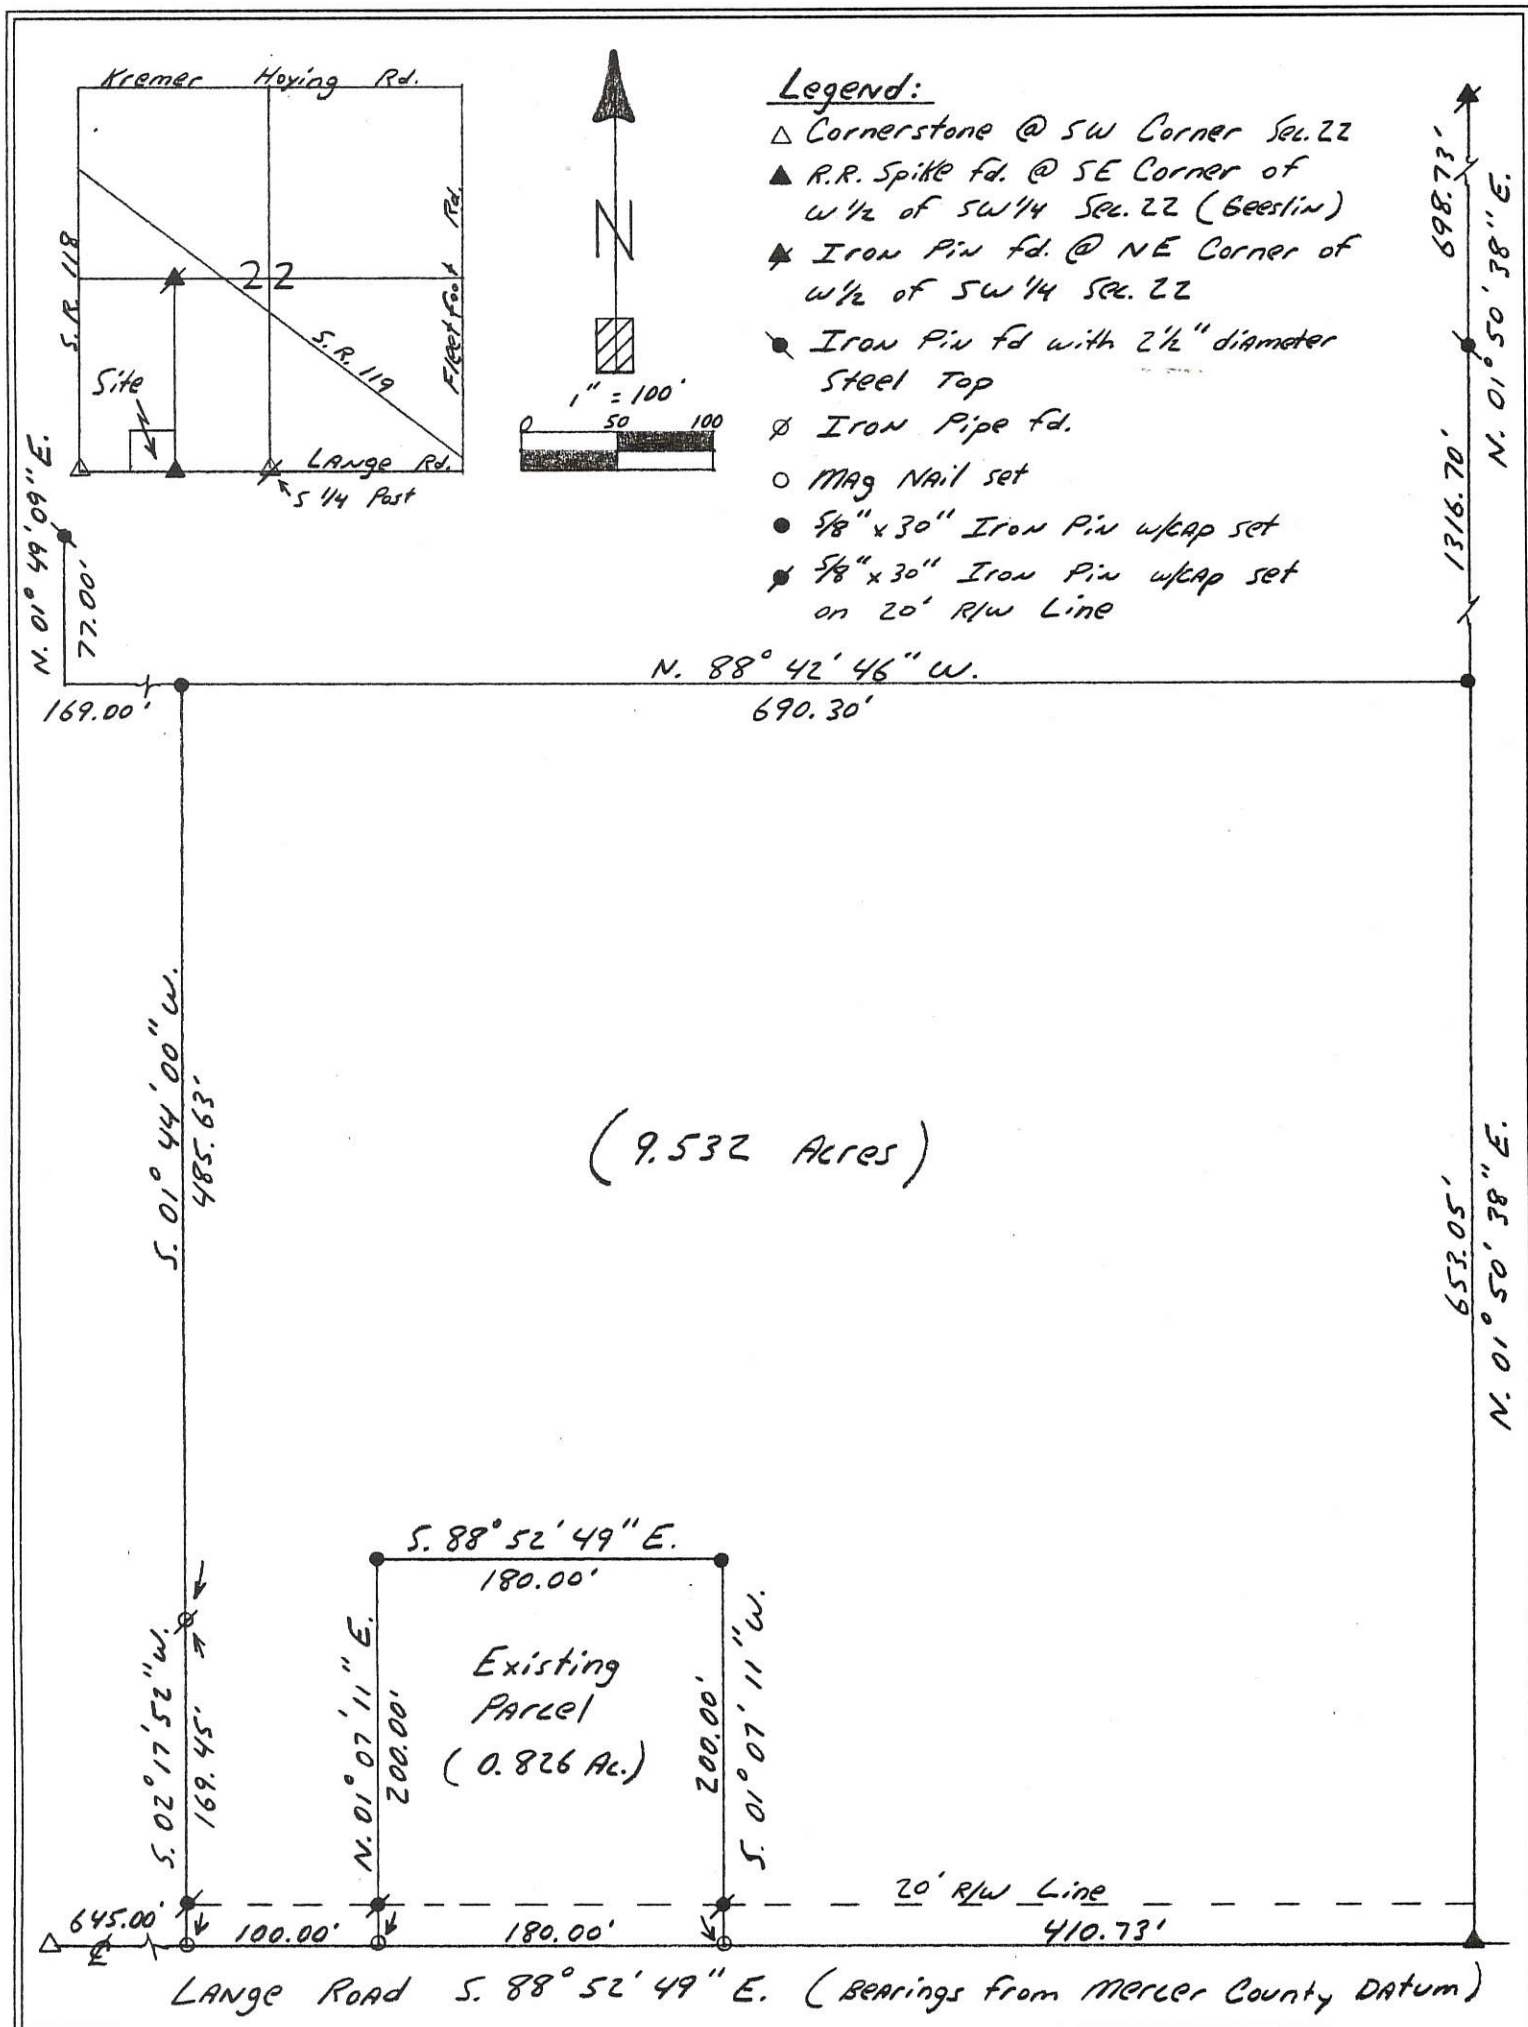 Kremer Hoying Rd.
S.R. 118
22
Fleetfoot Rd.
S.R. 119
Site
LANge Rd.
S 1/4 Post
N
1" = 100'
0 50 100
Legend:
△ Cornerstone @ SW Corner Sec. 22
▲ R.R. Spike fd. @ SE Corner of
W 1/2 of SW 1/4 Sec. 22 (Geeslin)
Iron Pin fd. @ NE Corner of
W 1/2 of SW 1/4 Sec. 22
Iron Pin fd with 2 1/2" diameter
Steel Top
Iron Pipe fd.
○ MAg NAil set
● 5/8" x 30" Iron Pin w/cap set
5/8" x 30" Iron Pin w/cap set
on 20' R/W Line
698.73'
N. 01° 50' 38" E.
1316.70'
N. 01° 49' 09" E.
77.00'
169.00'
N. 88° 42' 46" W.
690.30'
S. 01° 44' 00" W.
485.63'
(9.532 Acres)
653.05'
N. 01° 50' 38" E.
S. 88° 52' 49" E.
180.00'
S. 02° 17' 52" W.
169.45'
N. 01° 07' 11" E.
200.00'
Existing
PArcel
(0.826 Ac.)
200.00'
S. 01° 07' 11" W.
20' R/W Line
645.00'
℄
100.00'
180.00'
410.73'
LANge RoAd S. 88° 52' 49" E. (BeArings from Mercer County DAtum)